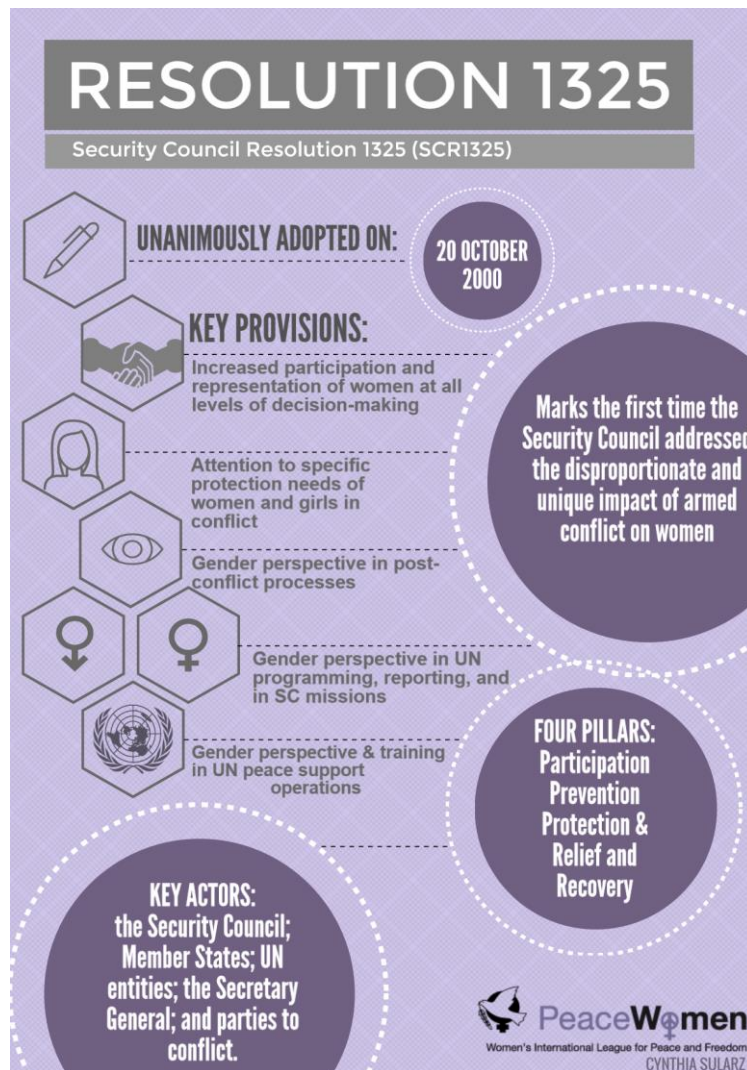 RESOLUTION 1325
Security Council Resolution 1325 (SCR1325)
UNANIMOUSLY ADOPTED ON:
20 OCTOBER
2000
KEY PROVISIONS:
Increased participation and
representation of women at all
levels of decision-making
Marks the first time the
Security Council addressed
the disproportionate and
unique impact of armed
conflict on women
Attention to specific
protection needs of
women and girls in
conflict
Gender perspective in post-
conflict processes
Gender perspective in UN
programming, reporting, and
in SC missions
Gender perspective & training
in UN peace support
operations
FOUR PILLARS:
Participation
Prevention
Protection &
Relief and
Recovery
KEY ACTORS:
the Security Council;
Member States; UN
entities; the Secretary
General; and parties to
conflict.
PeaceWomen
Women's International League for Peace and Freedom
CYNTHIA SULARZ